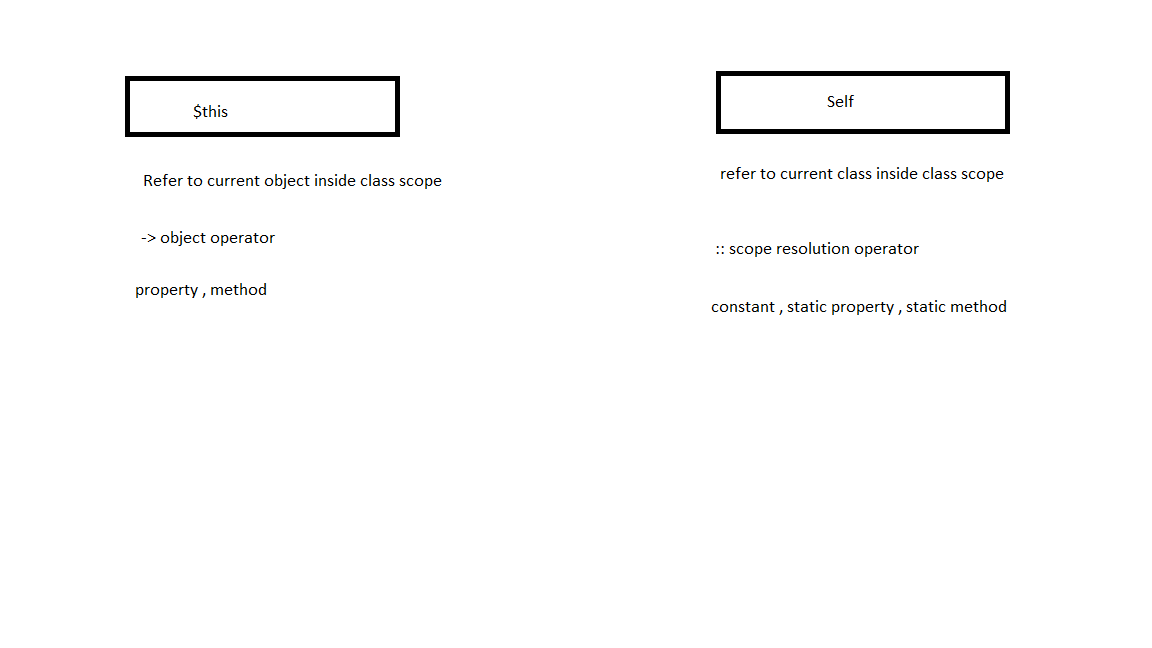 $this
Refer to current object inside class scope
-> object operator
property , method
Self
refer to current class inside class scope
:: scope resolution operator
constant , static property , static method